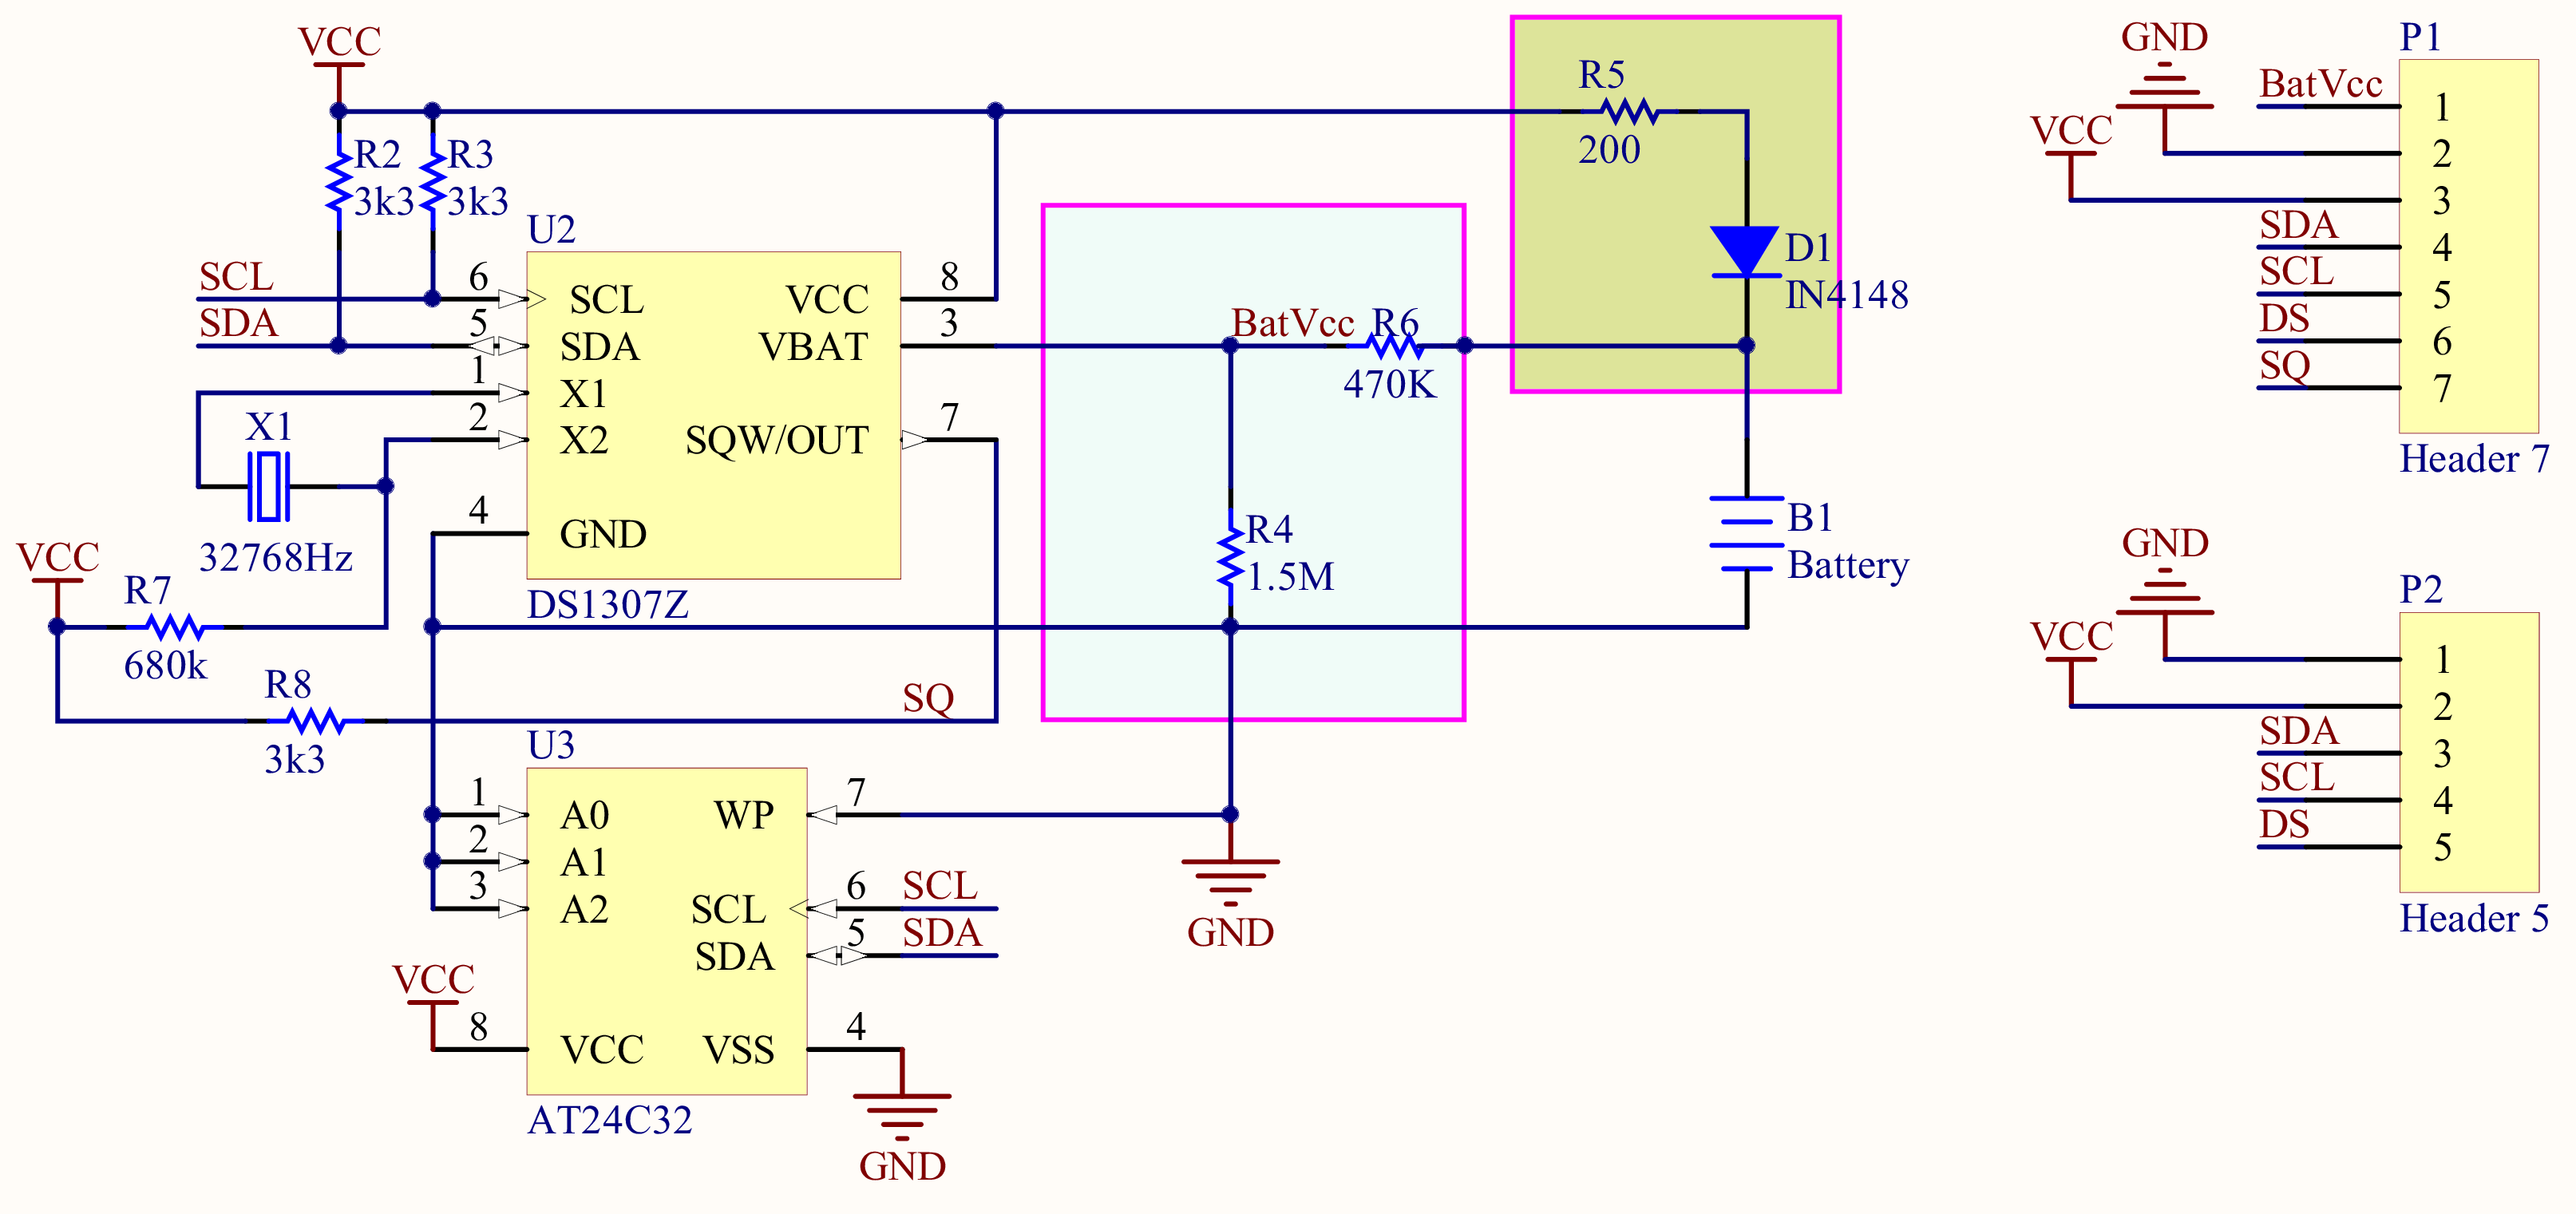 VCC
R2
3k3
R3
3k3
SCL
SDA
U2
6
5
1
2
4
SCL
SDA
X1
X2
GND
VCC
VBAT
SQW/OUT
8
3
7
DS1307Z
X1
32768Hz
VCC
R7
680k
R8
3k3
SQ
BatVcc
R6
470K
R4
1.5M
R5
200
D1
IN4148
B1
Battery
U3
1
2
3
8
A0
A1
A2
VCC
WP
SCL
SDA
VSS
7
6
5
4
SCL
SDA
VCC
AT24C32
GND
GND
P1
GND
BatVcc
VCC
SDA
SCL
DS
SQ
1
2
3
4
5
6
7
Header 7
P2
GND
VCC
SDA
SCL
DS
1
2
3
4
5
Header 5